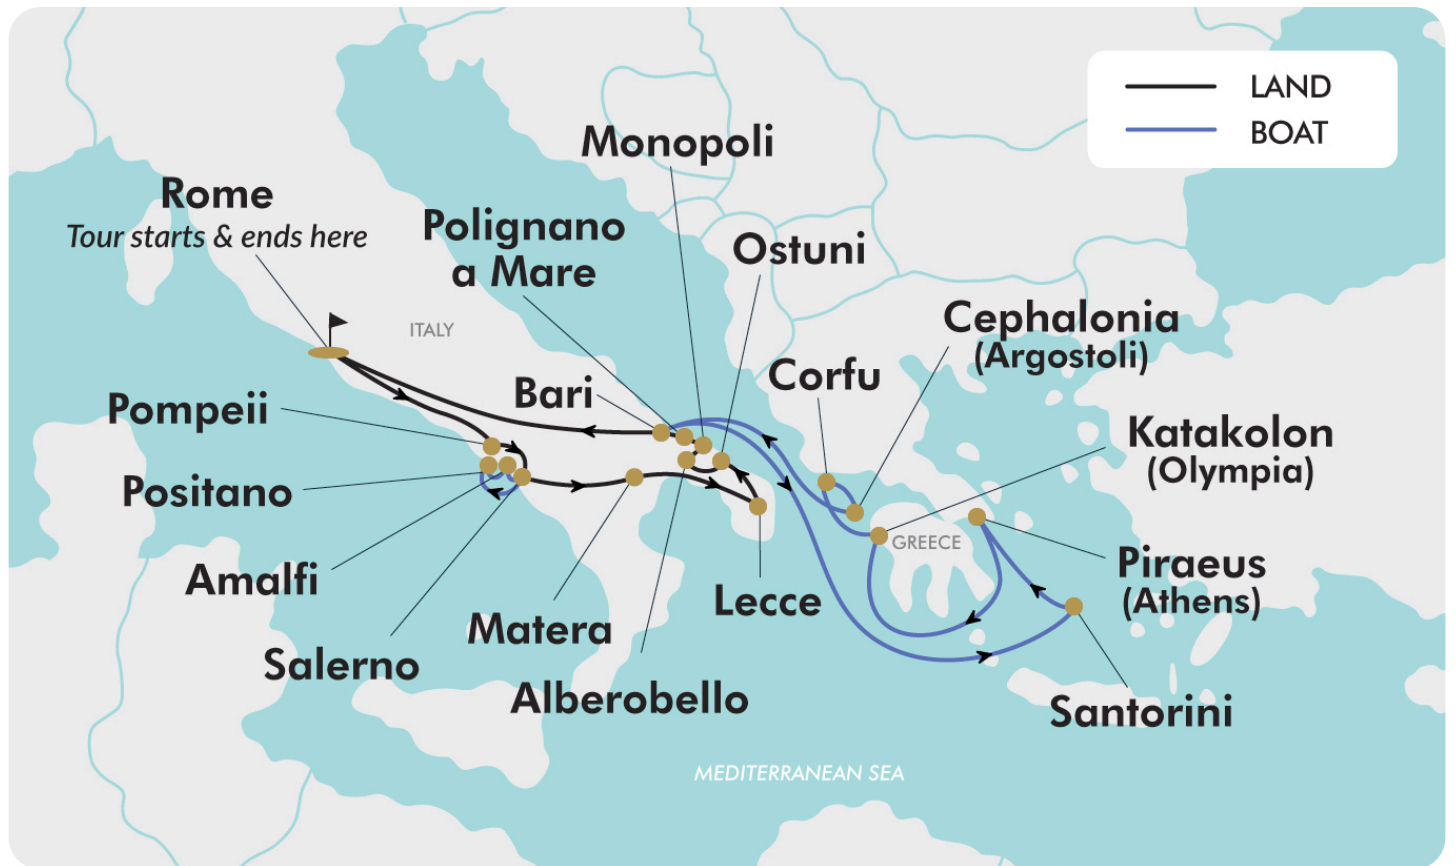 LAND
BOAT
Monopoli
Rome
Tour starts & ends here
Polignano
a Mare
Ostuni
ITALY
Cephalonia
(Argostoli)
Corfu
Bari
Pompeii
Katakolon
(Olympia)
Positano
GREECE
Piraeus
(Athens)
Amalfi
Lecce
Matera
Salerno
Alberobello
Santorini
MEDITERRANEAN SEA